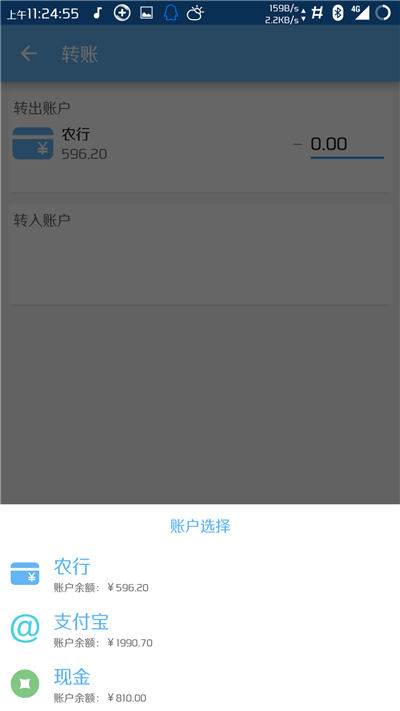 上午11:24:55
159B/s
2.2KB/s
4G
转账
转出账户
农行
596.20
- 0.00
转入账户
账户选择
农行
账户余额：￥596.20
支付宝
账户余额：￥1990.70
现金
账户余额：￥810.00